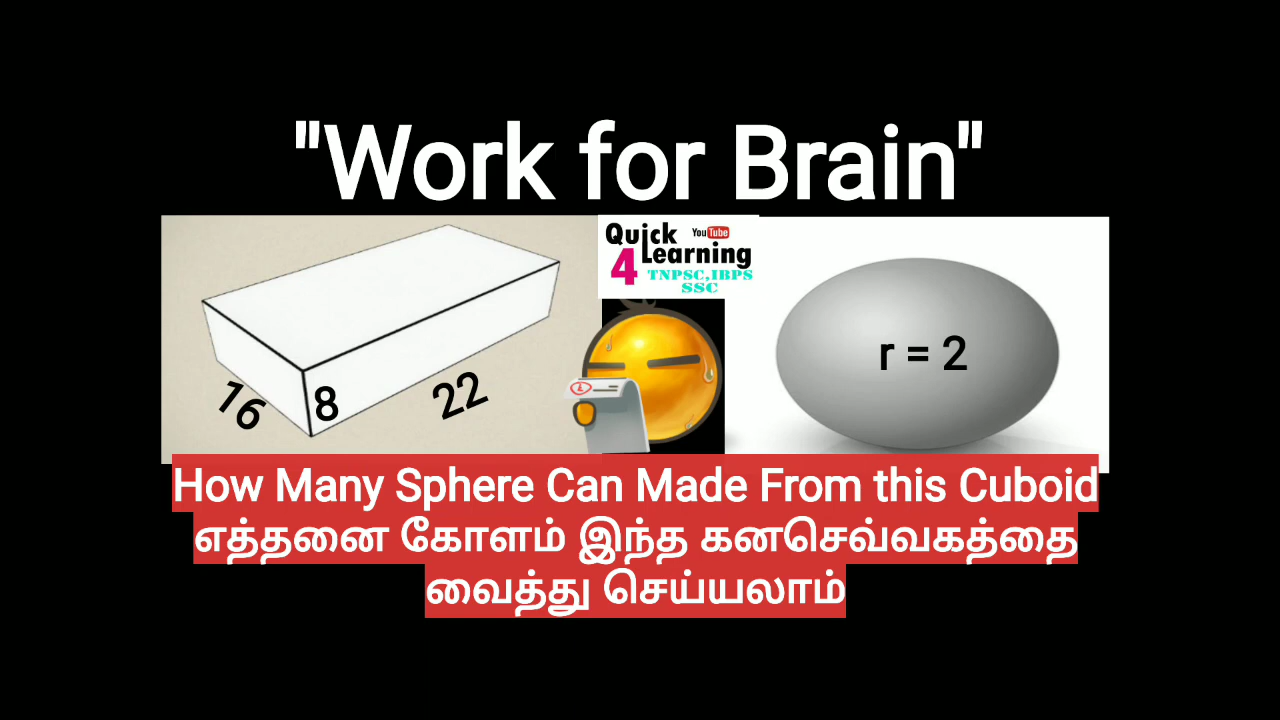 "Work for Brain"
Quick
YouTube
4 Learning
TNPSC,IBPS
SSC
16
8
22
r = 2
How Many Sphere Can Made From this Cuboid
எத்தனை கோளம் இந்த கனசெவ்வகத்தை
வைத்து செய்யலாம்